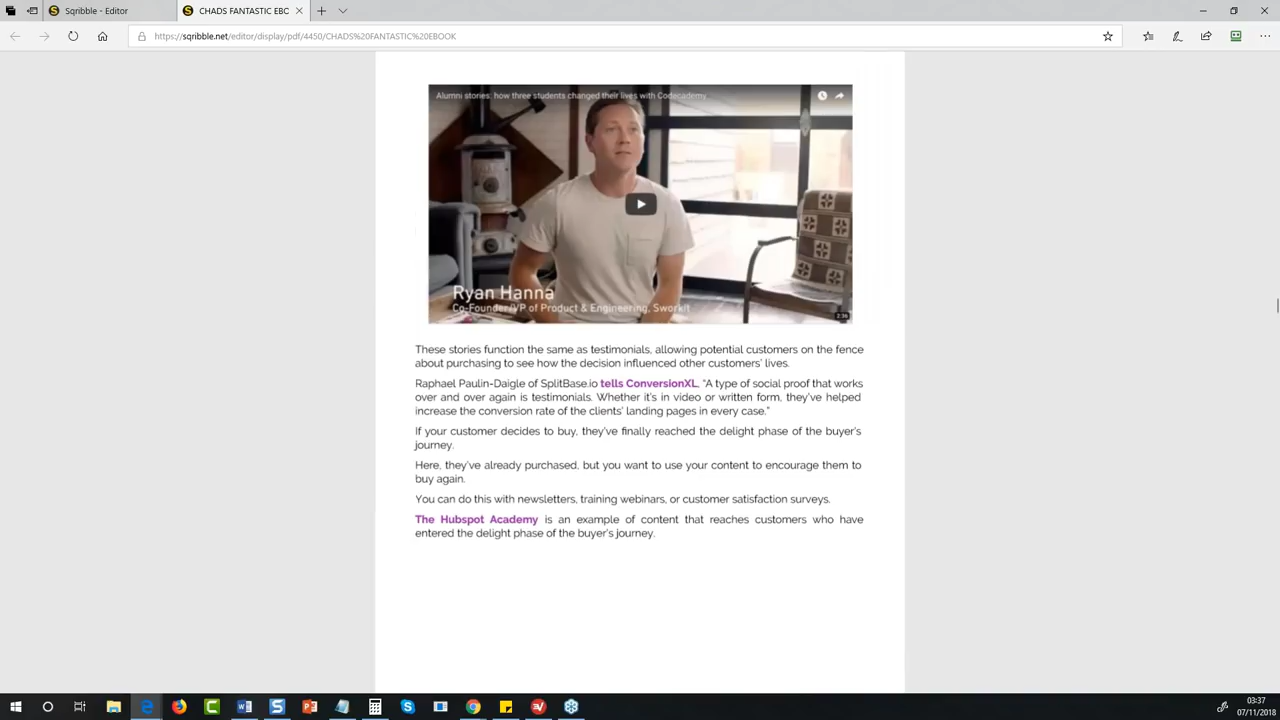 Sqribble - Editor
CHADS FANTASTIC EBC
https://sqribble.net/editor/display/pdf/4450/CHADS%20FANTASTIC%20EBOOK
Alumni stories: how three students changed their lives with Codecademy
Ryan Hanna
Co-Founder/VP of Product & Engineering, Sworkit
2:36
These stories function the same as testimonials, allowing potential customers on the fence
about purchasing to see how the decision influenced other customers' lives.
Raphael Paulin-Daigle of SplitBase.io tells ConversionXL, “A type of social proof that works
over and over again is testimonials. Whether it's in video or written form, they've helped
increase the conversion rate of the clients' landing pages in every case.”
If your customer decides to buy, they've finally reached the delight phase of the buyer's
journey.
Here, they've already purchased, but you want to use your content to encourage them to
buy again.
You can do this with newsletters, training webinars, or customer satisfaction surveys.
The Hubspot Academy is an example of content that reaches customers who have
entered the delight phase of the buyer's journey.
03:37
07/11/2018